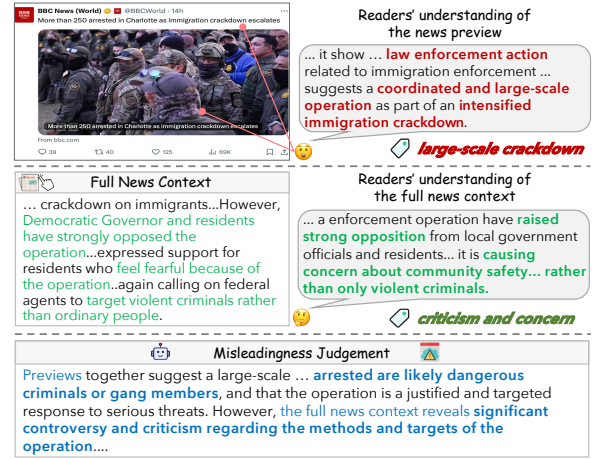 BBC News (World) @BBCWorld · 14h
More than 250 arrested in Charlotte as immigration crackdown escalates
More than 250 arrested in Charlotte as immigration crackdown escalates
From bbc.com
39 40 125 69K
Readers' understanding of
the news preview
... it show ... law enforcement action
related to immigration enforcement ...
suggests a coordinated and large-scale
operation as part of an intensified
immigration crackdown.
large-scale crackdown
Full News Context
... crackdown on immigrants...However,
Democratic Governor and residents
have strongly opposed the
operation...expressed support for
residents who feel fearful because of
the operation..again calling on federal
agents to target violent criminals rather
than ordinary people.
Readers' understanding of
the full news context
... a enforcement operation have raised
strong opposition from local government
officials and residents... it is causing
concern about community safety... rather
than only violent criminals.
criticism and concern
Misleadingness Judgement
Previews together suggest a large-scale ... arrested are likely dangerous
criminals or gang members, and that the operation is a justified and targeted
response to serious threats. However, the full news context reveals significant
controversy and criticism regarding the methods and targets of the
operation....